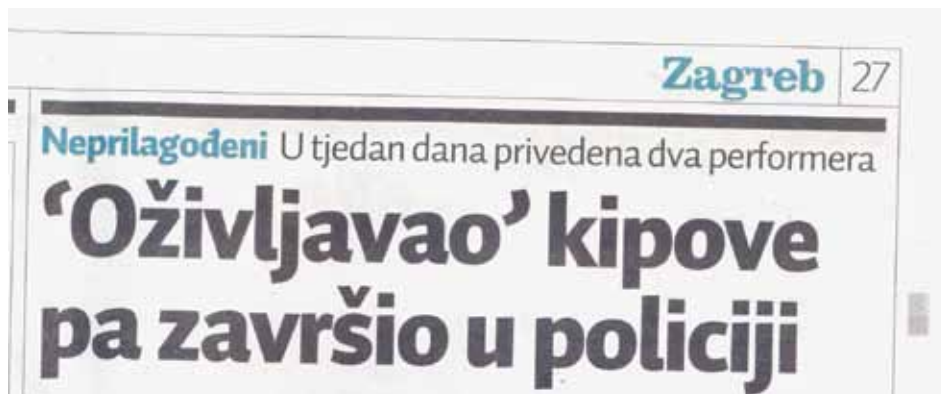 Zagreb 27
Neprilagođeni U tjedan dana privedena dva performera
‘Oživljavao’ kipove
pa završio u policiji